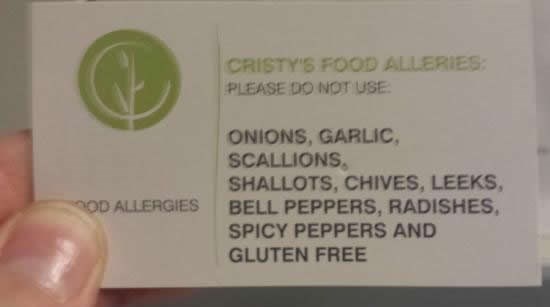 CRISTY'S FOOD ALLERIES:
PLEASE DO NOT USE:
ONIONS, GARLIC,
SCALLIONS,
SHALLOTS, CHIVES, LEEKS,
BELL PEPPERS, RADISHES,
SPICY PEPPERS AND
GLUTEN FREE
OOD ALLERGIES